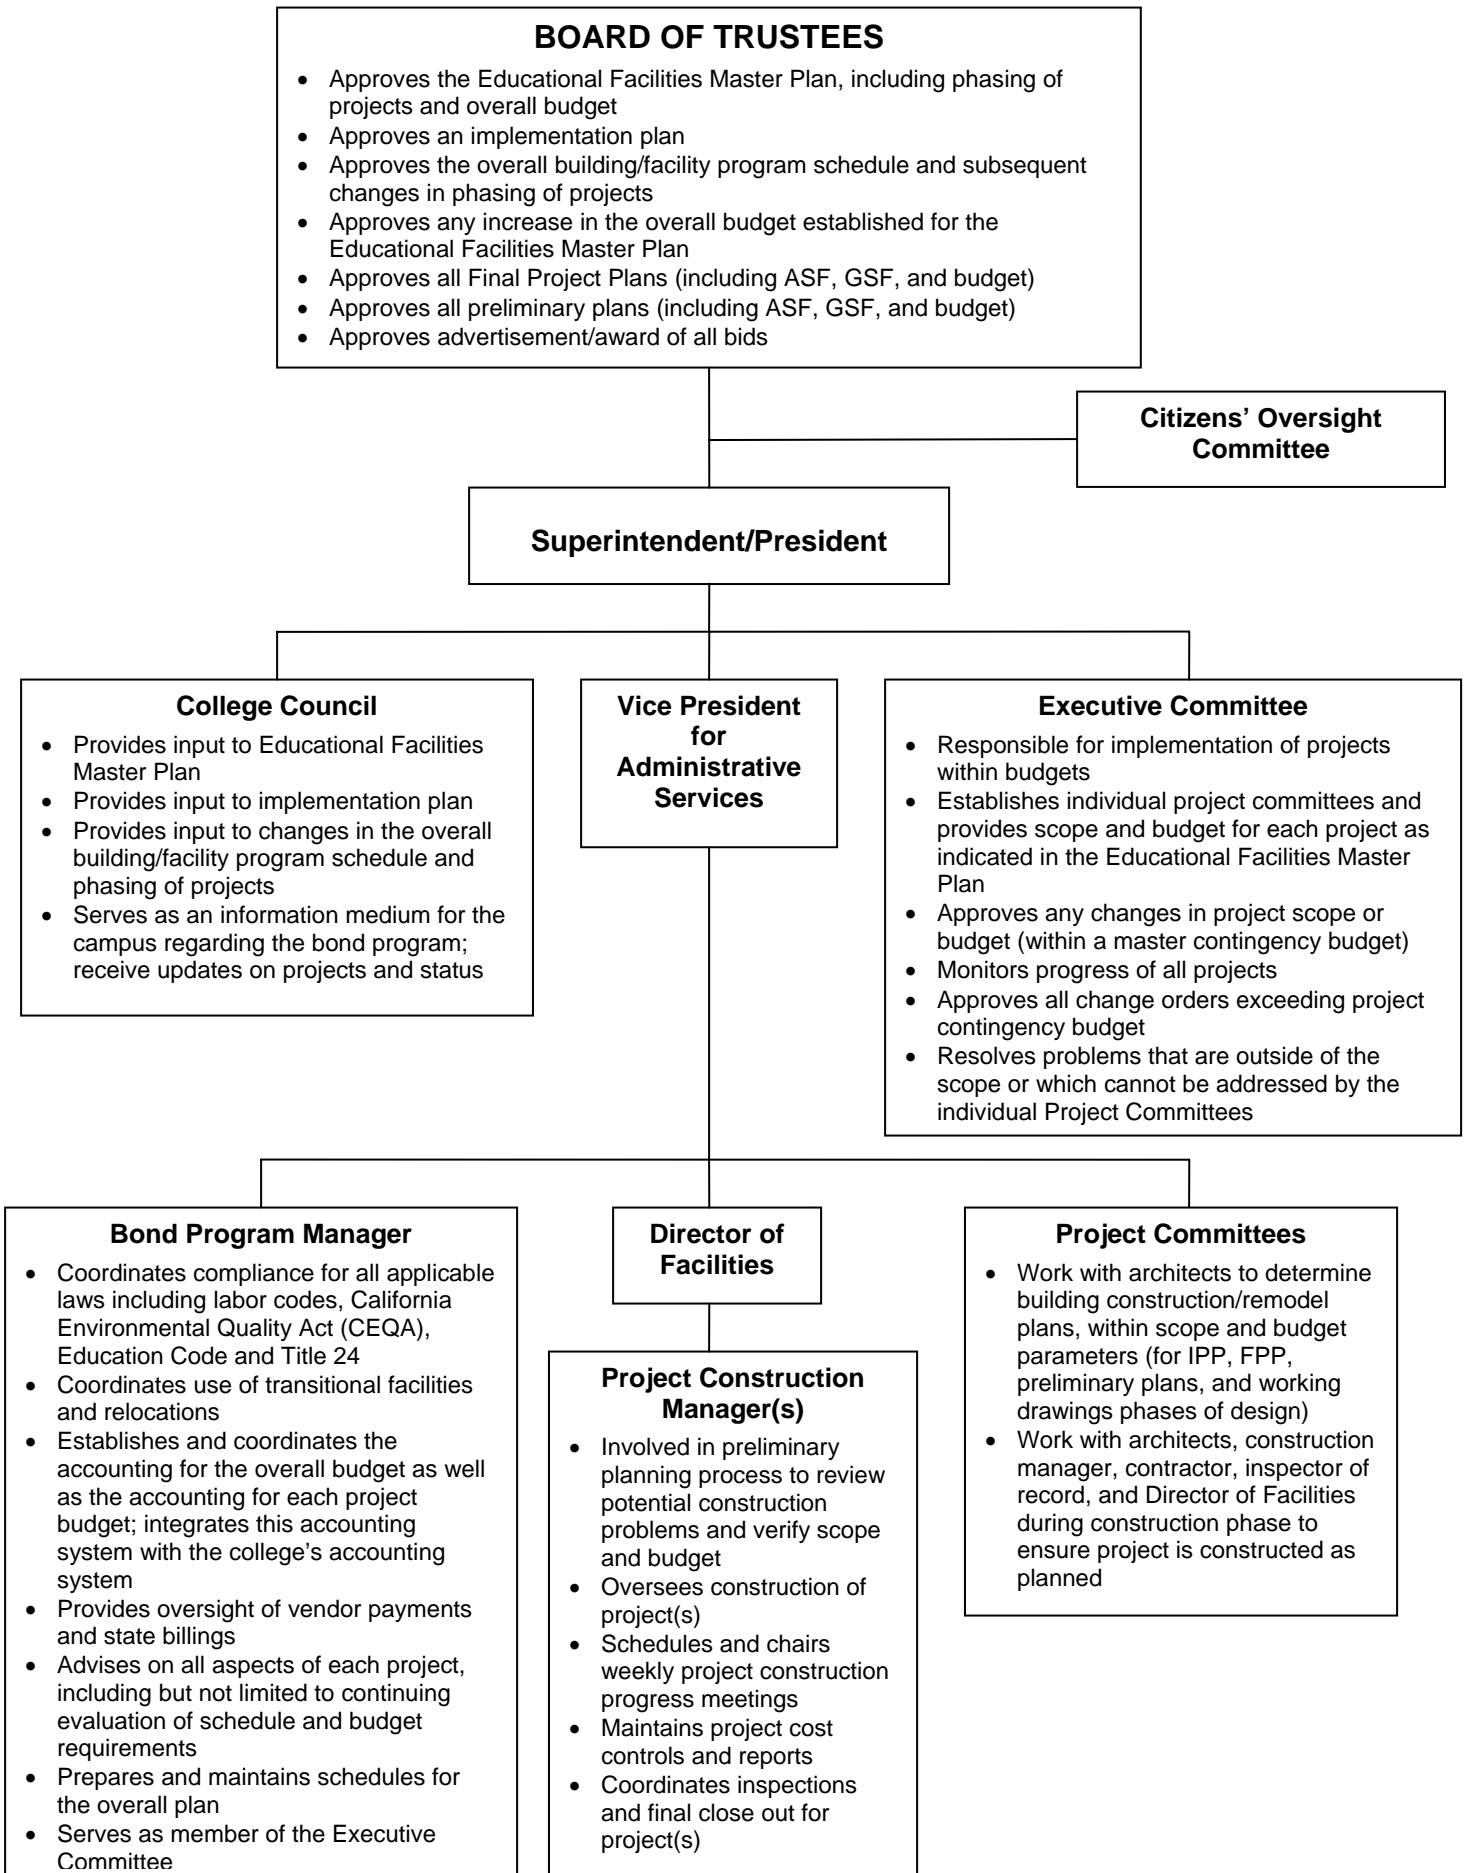 BOARD OF TRUSTEES
• Approves the Educational Facilities Master Plan, including phasing of
projects and overall budget
• Approves an implementation plan
• Approves the overall building/facility program schedule and subsequent
changes in phasing of projects
• Approves any increase in the overall budget established for the
Educational Facilities Master Plan
• Approves all Final Project Plans (including ASF, GSF, and budget)
• Approves all preliminary plans (including ASF, GSF, and budget)
• Approves advertisement/award of all bids
Citizens’ Oversight
Committee
Superintendent/President
College Council
• Provides input to Educational Facilities
Master Plan
• Provides input to implementation plan
• Provides input to changes in the overall
building/facility program schedule and
phasing of projects
• Serves as an information medium for the
campus regarding the bond program;
receive updates on projects and status
Vice President
for
Administrative
Services
Executive Committee
• Responsible for implementation of projects
within budgets
• Establishes individual project committees and
provides scope and budget for each project as
indicated in the Educational Facilities Master
Plan
• Approves any changes in project scope or
budget (within a master contingency budget)
• Monitors progress of all projects
• Approves all change orders exceeding project
contingency budget
• Resolves problems that are outside of the
scope or which cannot be addressed by the
individual Project Committees
Bond Program Manager
• Coordinates compliance for all applicable
laws including labor codes, California
Environmental Quality Act (CEQA),
Education Code and Title 24
• Coordinates use of transitional facilities
and relocations
• Establishes and coordinates the
accounting for the overall budget as well
as the accounting for each project
budget; integrates this accounting
system with the college’s accounting
system
• Provides oversight of vendor payments
and state billings
• Advises on all aspects of each project,
including but not limited to continuing
evaluation of schedule and budget
requirements
• Prepares and maintains schedules for
the overall plan
• Serves as member of the Executive
Committee
Director of
Facilities
Project Construction
Manager(s)
• Involved in preliminary
planning process to review
potential construction
problems and verify scope
and budget
• Oversees construction of
project(s)
• Schedules and chairs
weekly project construction
progress meetings
• Maintains project cost
controls and reports
• Coordinates inspections
and final close out for
project(s)
Project Committees
• Work with architects to determine
building construction/remodel
plans, within scope and budget
parameters (for IPP, FPP,
preliminary plans, and working
drawings phases of design)
• Work with architects, construction
manager, contractor, inspector of
record, and Director of Facilities
during construction phase to
ensure project is constructed as
planned